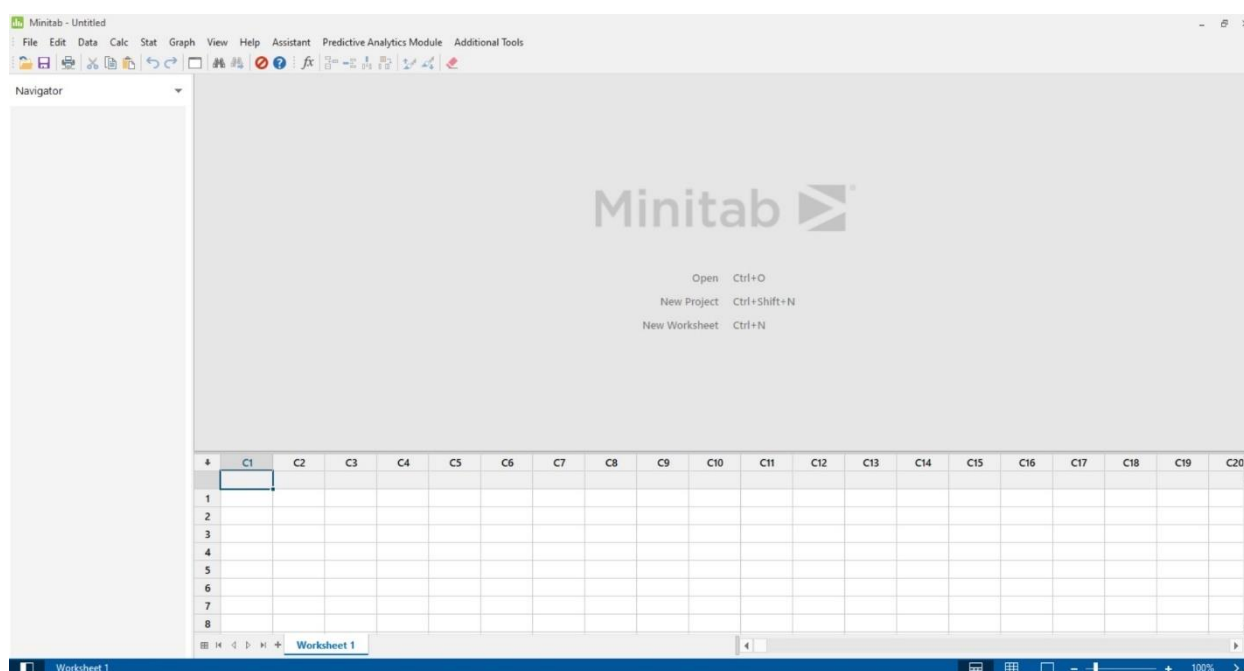 Minitab - Untitled
File Edit Data Calc Stat Graph View Help Assistant Predictive Analytics Module Additional Tools
fx
Navigator
Minitab
Open Ctrl+O
New Project Ctrl+Shift+N
New Worksheet Ctrl+N
C1 C2 C3 C4 C5 C6 C7 C8 C9 C10 C11 C12 C13 C14 C15 C16 C17 C18 C19 C20
1
2
3
4
5
6
7
8
Worksheet 1
Worksheet 1 100%